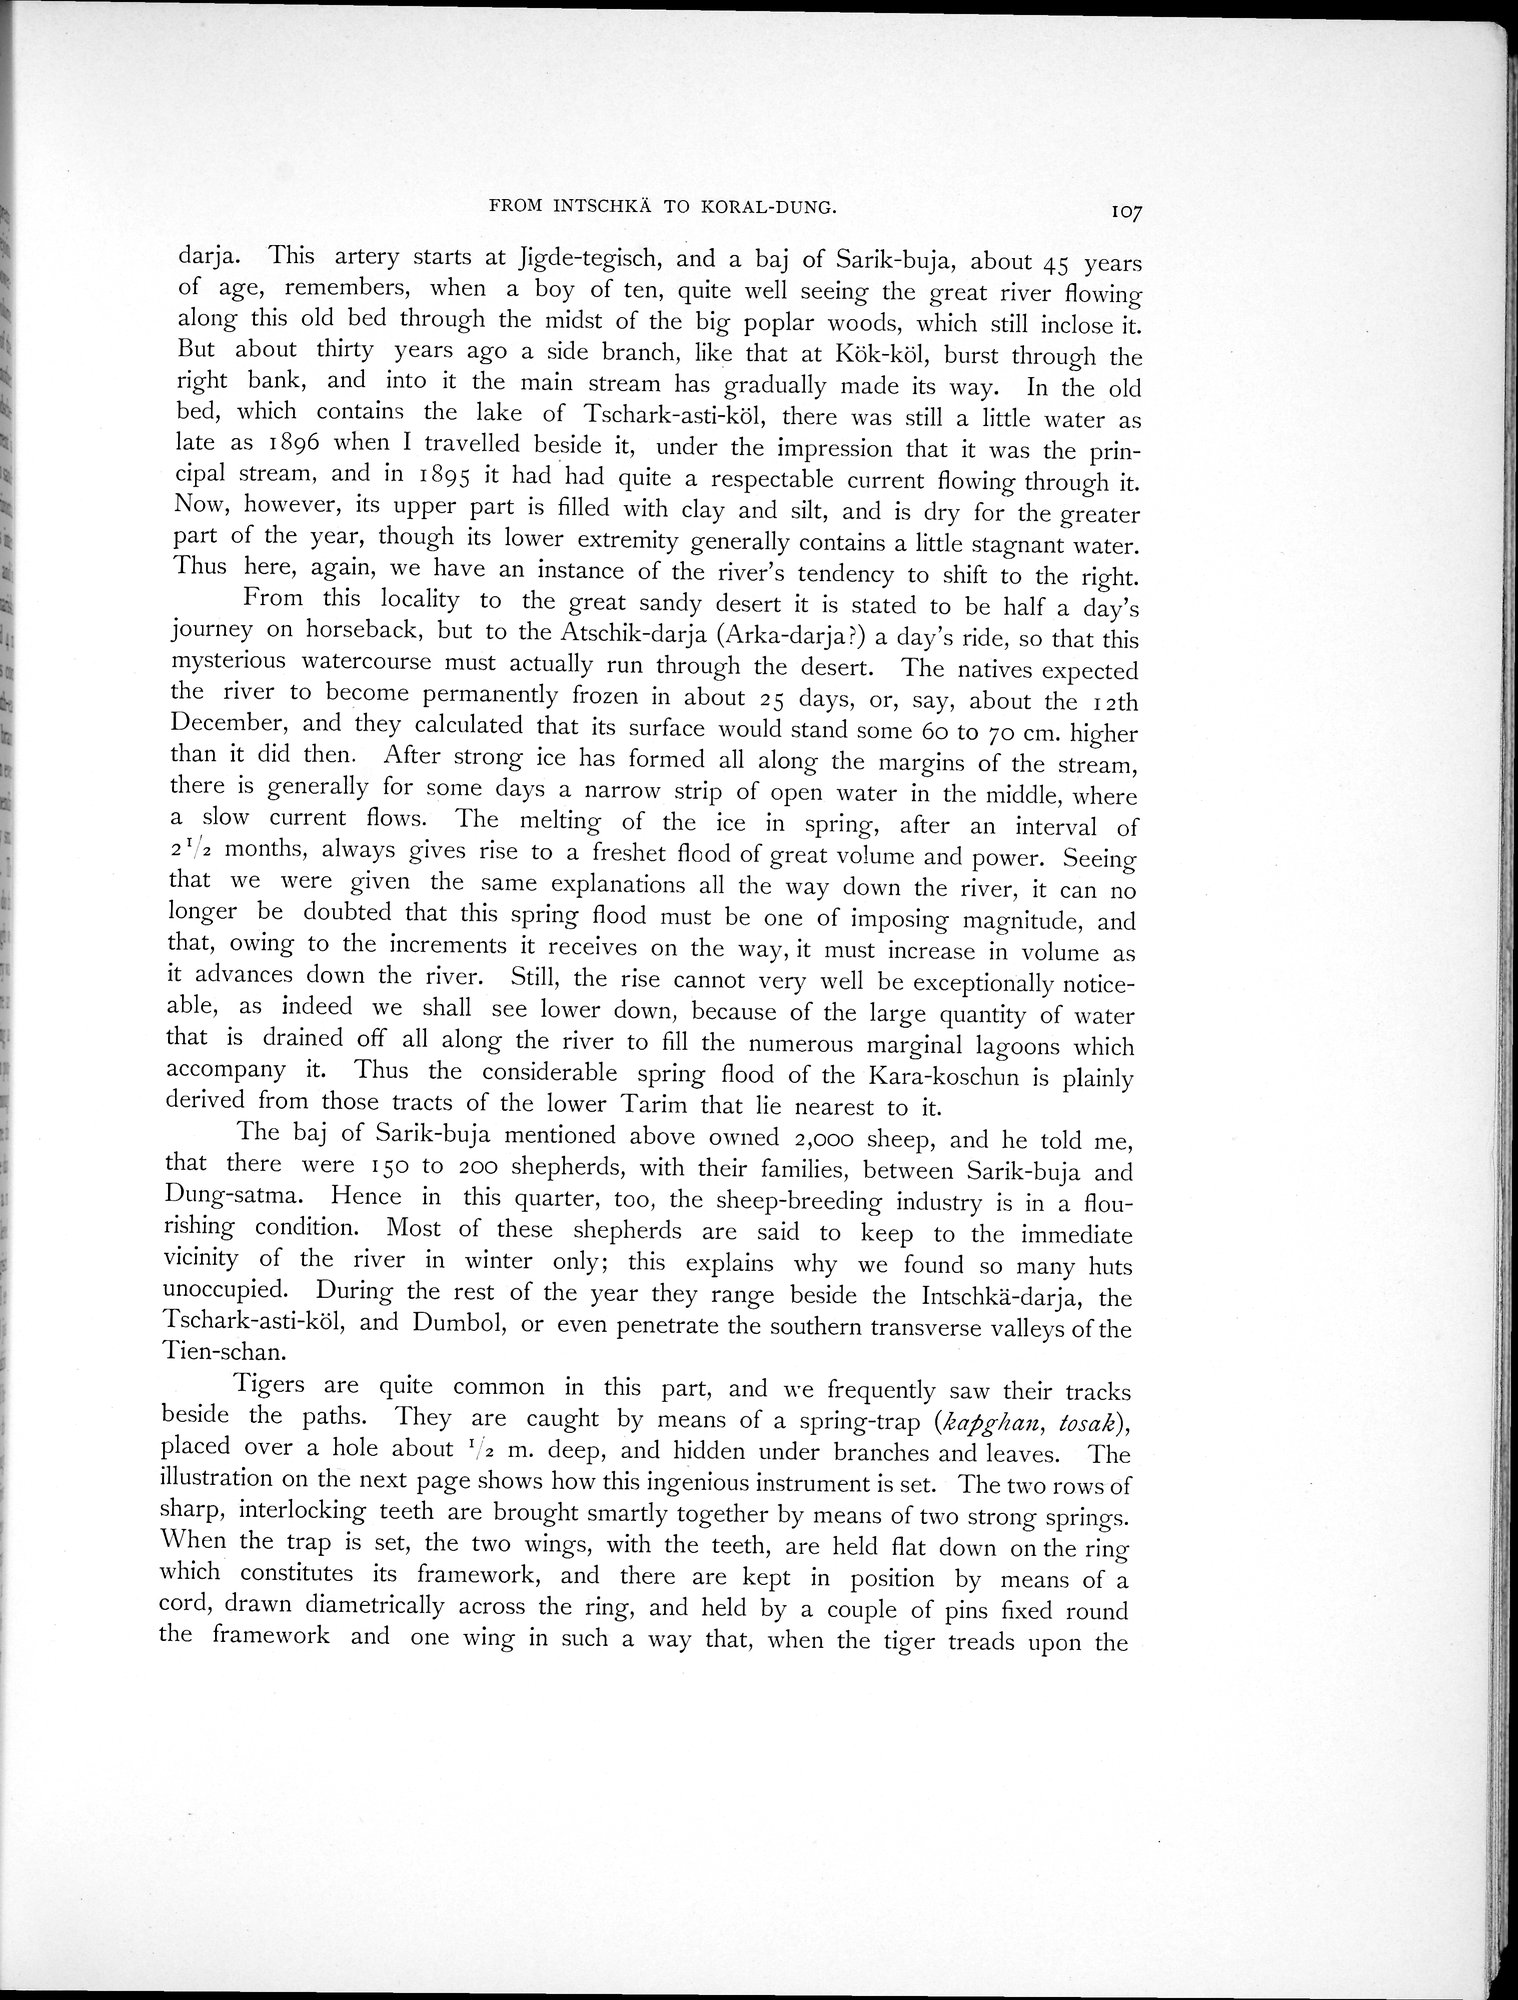 FROM INTSCHKÄ TO KORAL-DUNG.
107
darja. This artery starts at Jigde-tegisch, and a baj of Sarik-buja, about 45 years
of age, remembers, when a boy of ten, quite well seeing the great river flowing
along this old bed through the midst of the big poplar woods, which still inclose it.
But about thirty years ago a side branch, like that at Kök-köl, burst through the
right bank, and into it the main stream has gradually made its way. In the old
bed, which contains the lake of Tschark-asti-köl, there was still a little water as
late as 1896 when I travelled beside it, under the impression that it was the prin-
cipal stream, and in 1895 it had had quite a respectable current flowing through it.
Now, however, its upper part is filled with clay and silt, and is dry for the greater
part of the year, though its lower extremity generally contains a little stagnant water.
Thus here, again, we have an instance of the river's tendency to shift to the right.
From this locality to the great sandy desert it is stated to be half a day's
journey on horseback, but to the Atschik-darja (Arka-darja?) a day's ride, so that this
mysterious watercourse must actually run through the desert. The natives expected
the river to become permanently frozen in about 25 days, or, say, about the 12th
December, and they calculated that its surface would stand some 60 to 70 cm. higher
than it did then. After strong ice has formed all along the margins of the stream,
there is generally for some days a narrow strip of open water in the middle, where
a slow current flows. The melting of the ice in spring, after an interval of
2 1/2 months, always gives rise to a freshet flood of great volume and power. Seeing
that we were given the same explanations all the way down the river, it can no
longer be doubted that this spring flood must be one of imposing magnitude, and
that, owing to the increments it receives on the way, it must increase in volume as
it advances down the river. Still, the rise cannot very well be exceptionally notice-
able, as indeed we shall see lower down, because of the large quantity of water
that is drained off all along the river to fill the numerous marginal lagoons which
accompany it. Thus the considerable spring flood of the Kara-koschun is plainly
derived from those tracts of the lower Tarim that lie nearest to it.
The baj of Sarik-buja mentioned above owned 2,000 sheep, and he told me,
that there were 150 to 200 shepherds, with their families, between Sarik-buja and
Dung-satma. Hence in this quarter, too, the sheep-breeding industry is in a flou-
rishing condition. Most of these shepherds are said to keep to the immediate
vicinity of the river in winter only; this explains why we found so many huts
unoccupied. During the rest of the year they range beside the Intschkä-darja, the
Tschark-asti-köl, and Dumbol, or even penetrate the southern transverse valleys of the
Tien-schan.
Tigers are quite common in this part, and we frequently saw their tracks
beside the paths. They are caught by means of a spring-trap (kapghan, tosak),
placed over a hole about 1/2 m. deep, and hidden under branches and leaves. The
illustration on the next page shows how this ingenious instrument is set. The two rows of
sharp, interlocking teeth are brought smartly together by means of two strong springs.
When the trap is set, the two wings, with the teeth, are held flat down on the ring
which constitutes its framework, and there are kept in position by means of a
cord, drawn diametrically across the ring, and held by a couple of pins fixed round
the framework and one wing in such a way that, when the tiger treads upon the